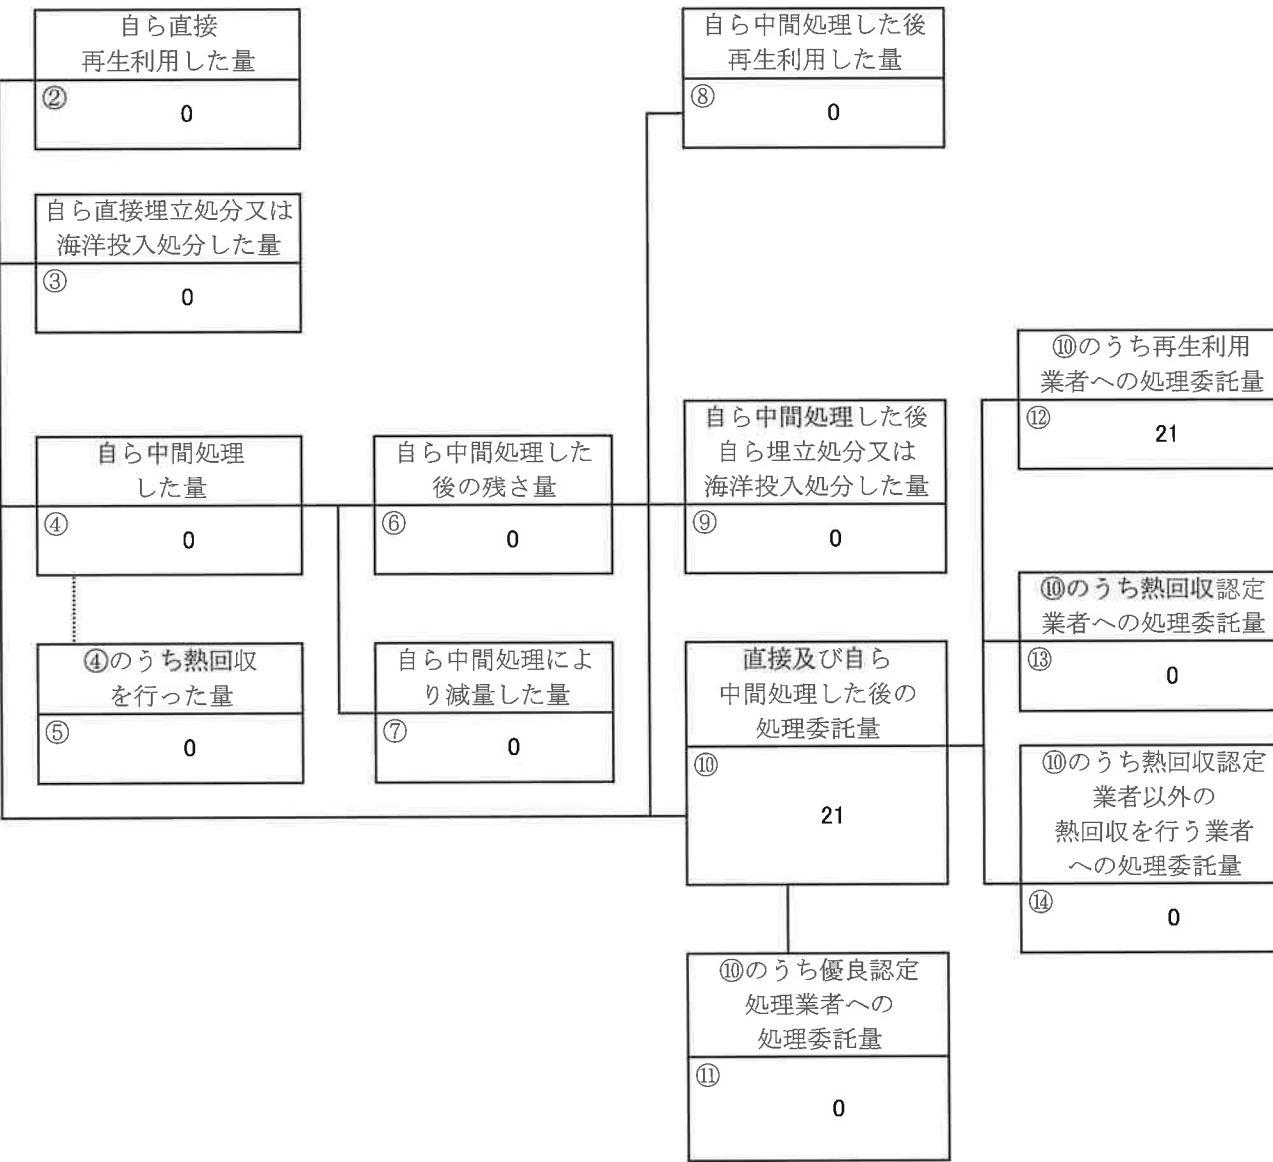 自ら直接
再生利用した量
②
0
自ら中間処理した後
再生利用した量
⑧
0
自ら直接埋立処分又は
海洋投入処分した量
③
0
⑩のうち再生利用
業者への処理委託量
⑫
21
自ら中間処理
した量
④
0
自ら中間処理した
後の残さ量
⑥
0
自ら中間処理した後
自ら埋立処分又は
海洋投入処分した量
⑨
0
⑩のうち熱回収認定
業者への処理委託量
⑬
0
④のうち熱回収
を行った量
⑤
0
自ら中間処理によ
り減量した量
⑦
0
直接及び自ら
中間処理した後の
処理委託量
⑩
21
⑩のうち熱回収認定
業者以外の
熱回収を行う業者
への処理委託量
⑭
0
⑩のうち優良認定
処理業者への
処理委託量
⑪
0